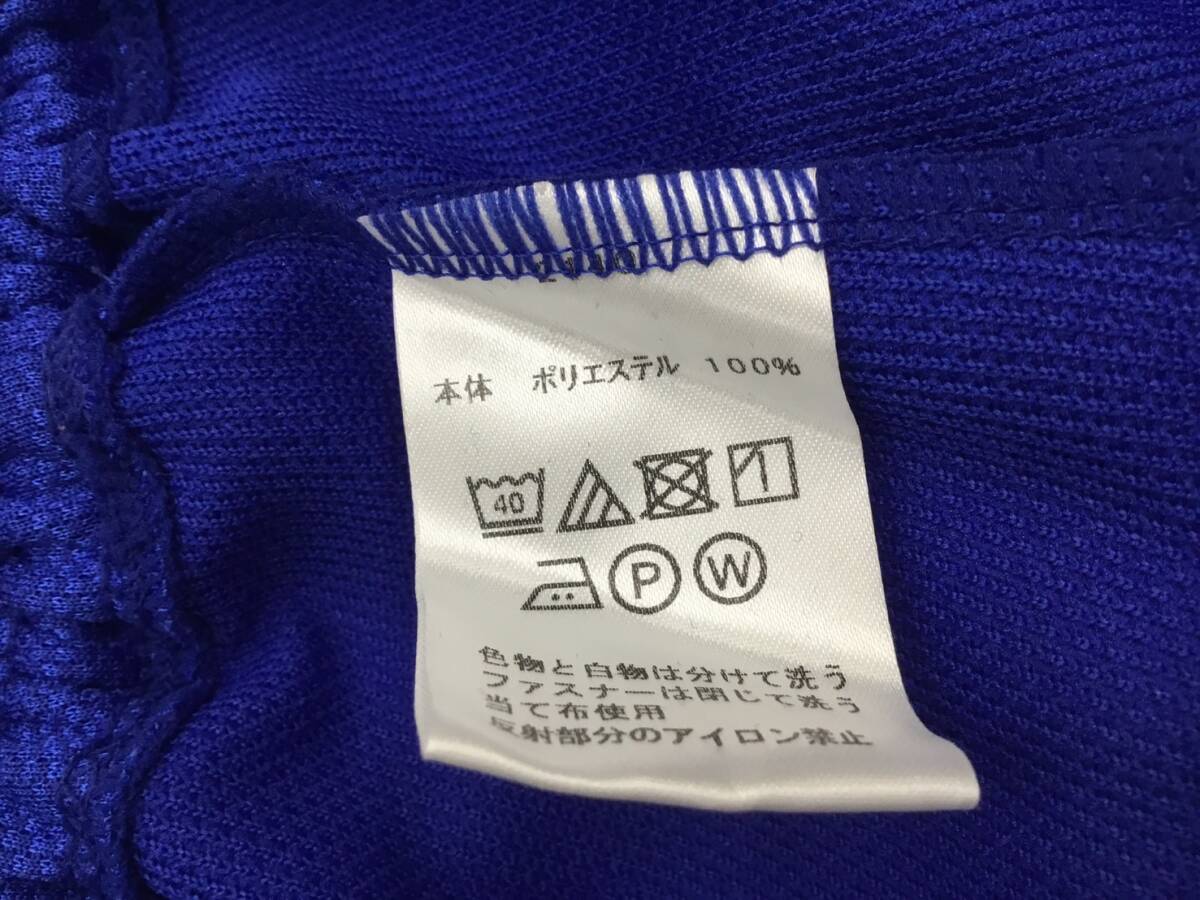 本体 ポリエステル 100%
40
P W
色物と白物は分けて洗う
ファスナーは閉じて洗う
当て布使用
反射部分のアイロン禁止